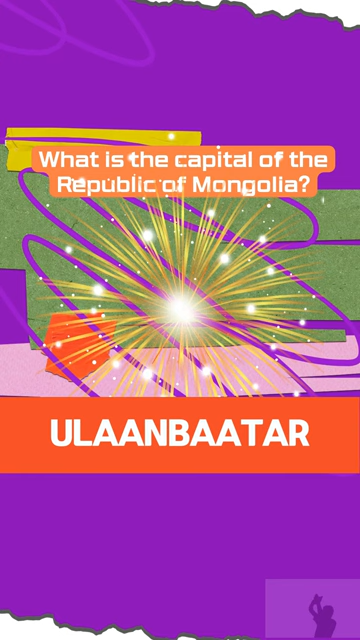 What is the capital of the
Republic of Mongolia?
ULAANBAATAR